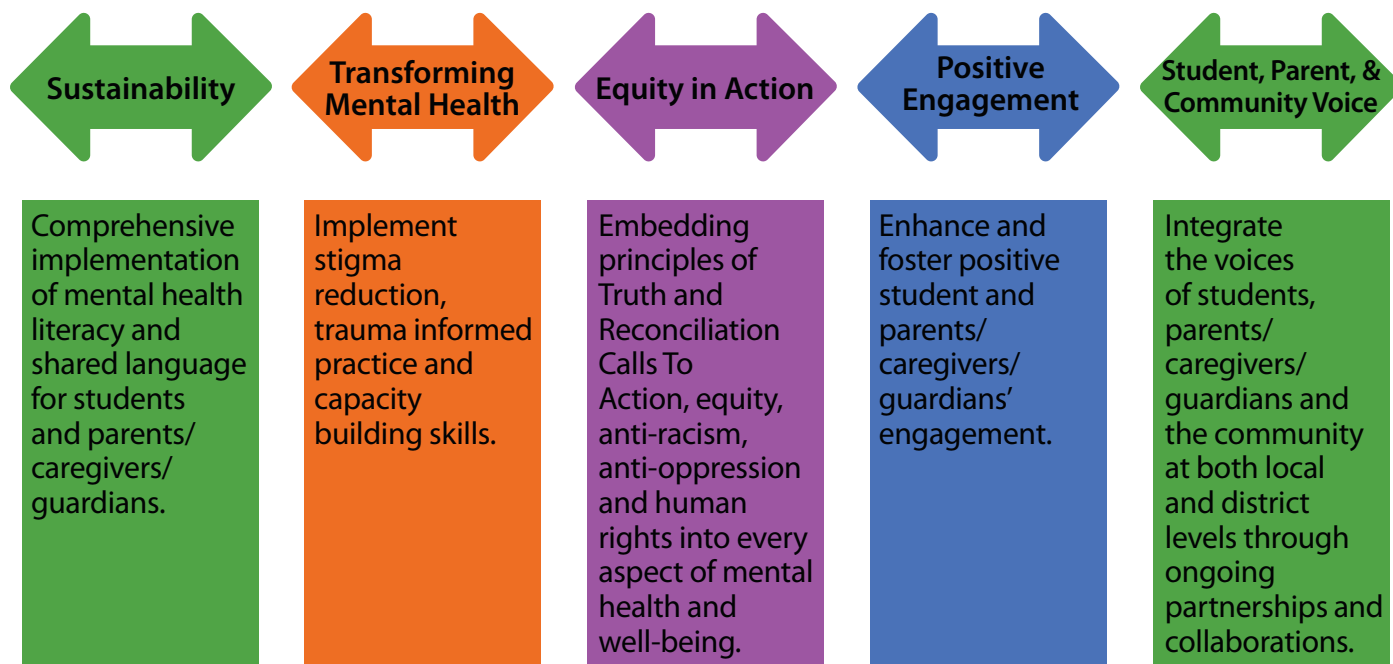 Sustainability
Transforming
Mental Health
Equity in Action
Positive
Engagement
Student, Parent, &
Community Voice
Comprehensive
implementation
of mental health
literacy and
shared language
for students
and parents/
caregivers/
guardians.
Implement
stigma
reduction,
trauma informed
practice and
capacity
building skills.
Embedding
principles of
Truth and
Reconciliation
Calls To
Action, equity,
anti-racism,
anti-oppression
and human
rights into every
aspect of mental
health and
well-being.
Enhance and
foster positive
student and
parents/
caregivers/
guardians’
engagement.
Integrate
the voices
of students,
parents/
caregivers/
guardians and
the community
at both local
and district
levels through
ongoing
partnerships and
collaborations.